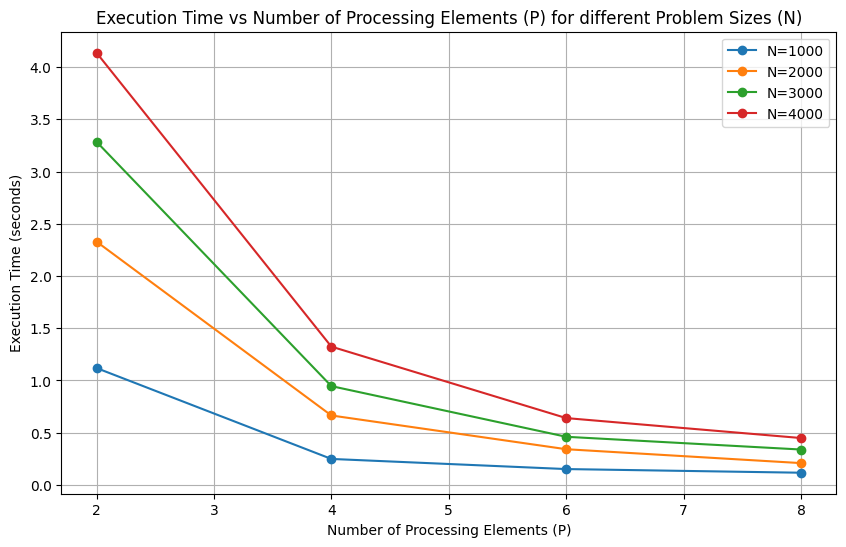 Execution Time vs Number of Processing Elements (P) for different Problem Sizes (N)
N=1000
N=2000
N=3000
N=4000
Execution Time (seconds)
4.0
3.5
3.0
2.5
2.0
1.5
1.0
0.5
0.0
2 3 4 5 6 7 8
Number of Processing Elements (P)